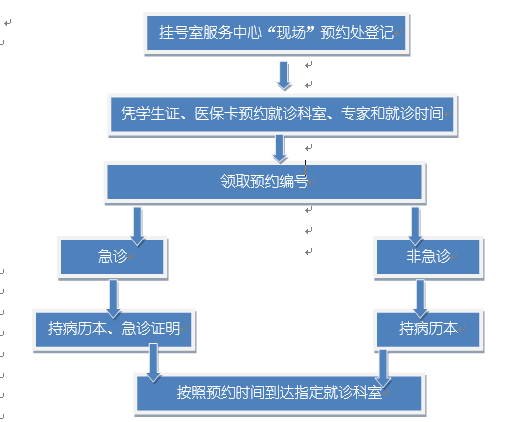 挂号室服务中心“现场”预约处登记
凭学生证、医保卡预约就诊科室、专家和就诊时间
领取预约编号
急诊
非急诊
持病历本、急诊证明
持病历本
按照预约时间到达指定就诊科室